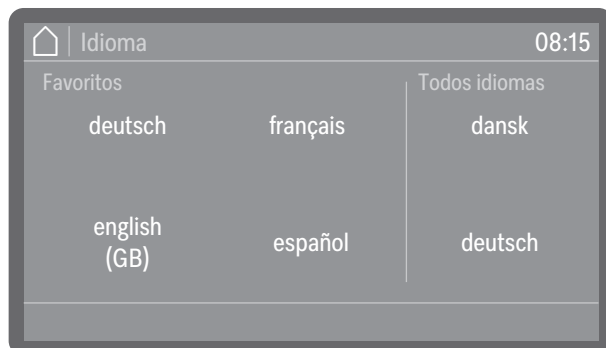 Idioma 08:15
Favoritos Todos idiomas
deutsch français dansk
english
(GB) español deutsch